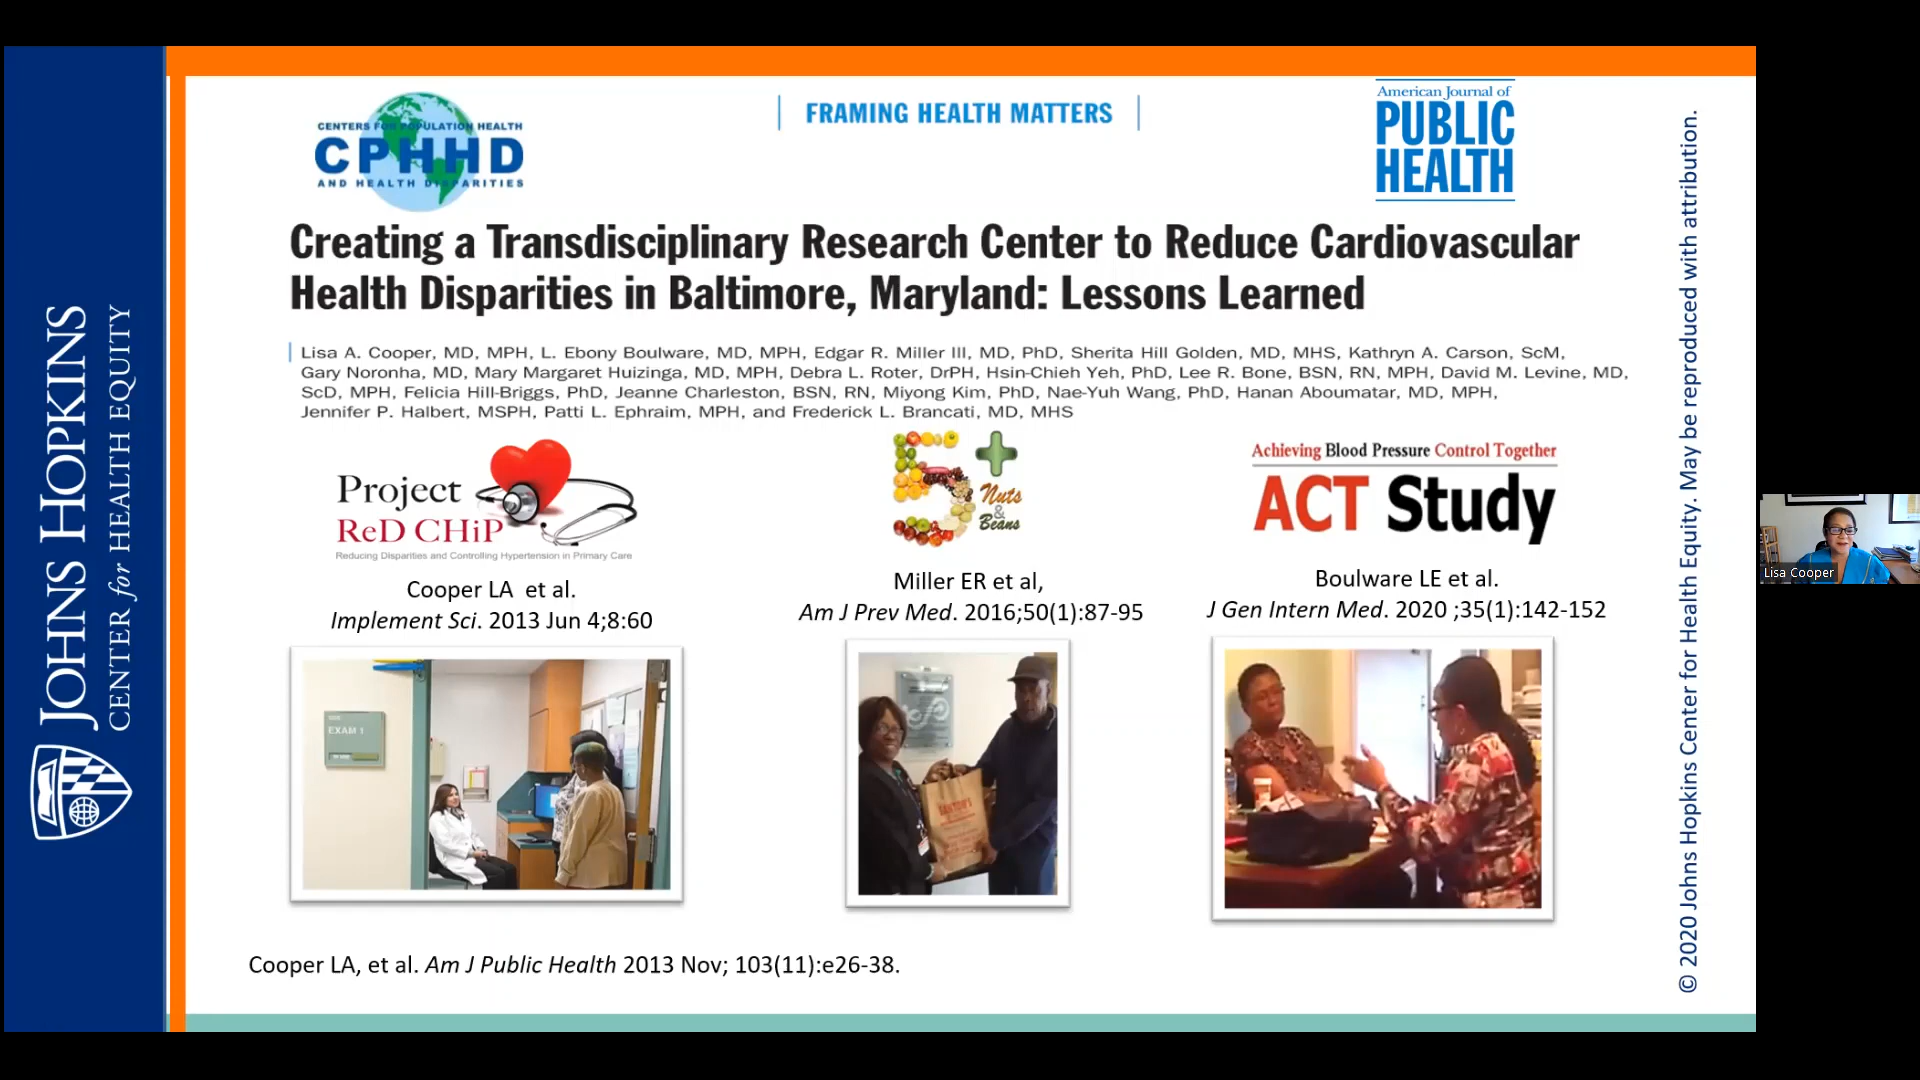 JOHNS HOPKINS
CENTER for HEALTH EQUITY
CENTERS FOR POPULATION HEALTH
CPHHD
AND HEALTH DISPARITIES
FRAMING HEALTH MATTERS
American Journal of
PUBLIC
HEALTH
Creating a Transdisciplinary Research Center to Reduce Cardiovascular
Health Disparities in Baltimore, Maryland: Lessons Learned
Lisa A. Cooper, MD, MPH, L. Ebony Boulware, MD, MPH, Edgar R. Miller III, MD, PhD, Sherita Hill Golden, MD, MHS, Kathryn A. Carson, ScM,
Gary Noronha, MD, Mary Margaret Huizinga, MD, MPH, Debra L. Roter, DrPH, Hsin-Chieh Yeh, PhD, Lee R. Bone, BSN, RN, MPH, David M. Levine, MD,
ScD, MPH, Felicia Hill-Briggs, PhD, Jeanne Charleston, BSN, RN, Miyong Kim, PhD, Nae-Yuh Wang, PhD, Hanan Aboumatar, MD, MPH,
Jennifer P. Halbert, MSPH, Patti L. Ephraim, MPH, and Frederick L. Brancati, MD, MHS
Project
ReD CHiP
Reducing Disparities and Controlling Hypertension in Primary Care
Cooper LA et al.
Implement Sci. 2013 Jun 4;8:60
EXAM 1
5+
Nuts
&
Beans
Miller ER et al,
Am J Prev Med. 2016;50(1):87-95
Achieving Blood Pressure Control Together
ACT Study
Boulware LE et al.
J Gen Intern Med. 2020 ;35(1):142-152
Cooper LA, et al. Am J Public Health 2013 Nov; 103(11):e26-38.
© 2020 Johns Hopkins Center for Health Equity. May be reproduced with attribution.
Lisa Cooper